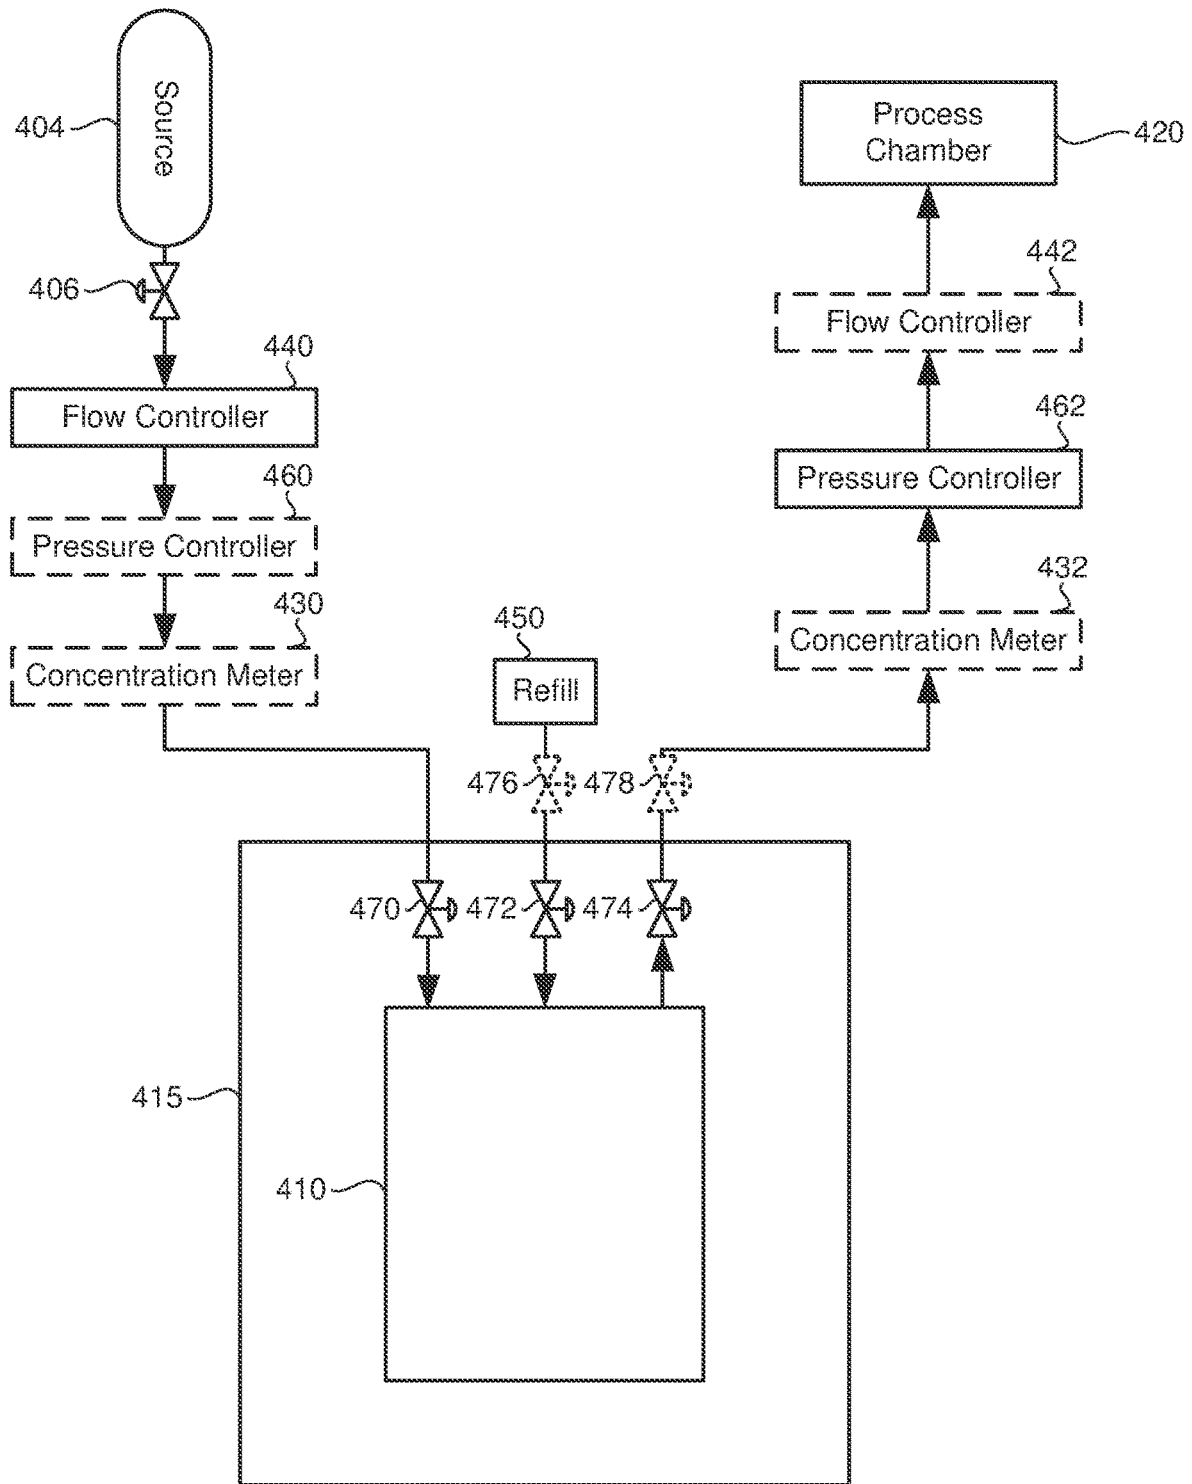 Source
404
406
440
Flow Controller
460
Pressure Controller
430
Concentration Meter
Process
Chamber
420
442
Flow Controller
462
Pressure Controller
432
Concentration Meter
450
Refill
476
478
470
472
474
415
410